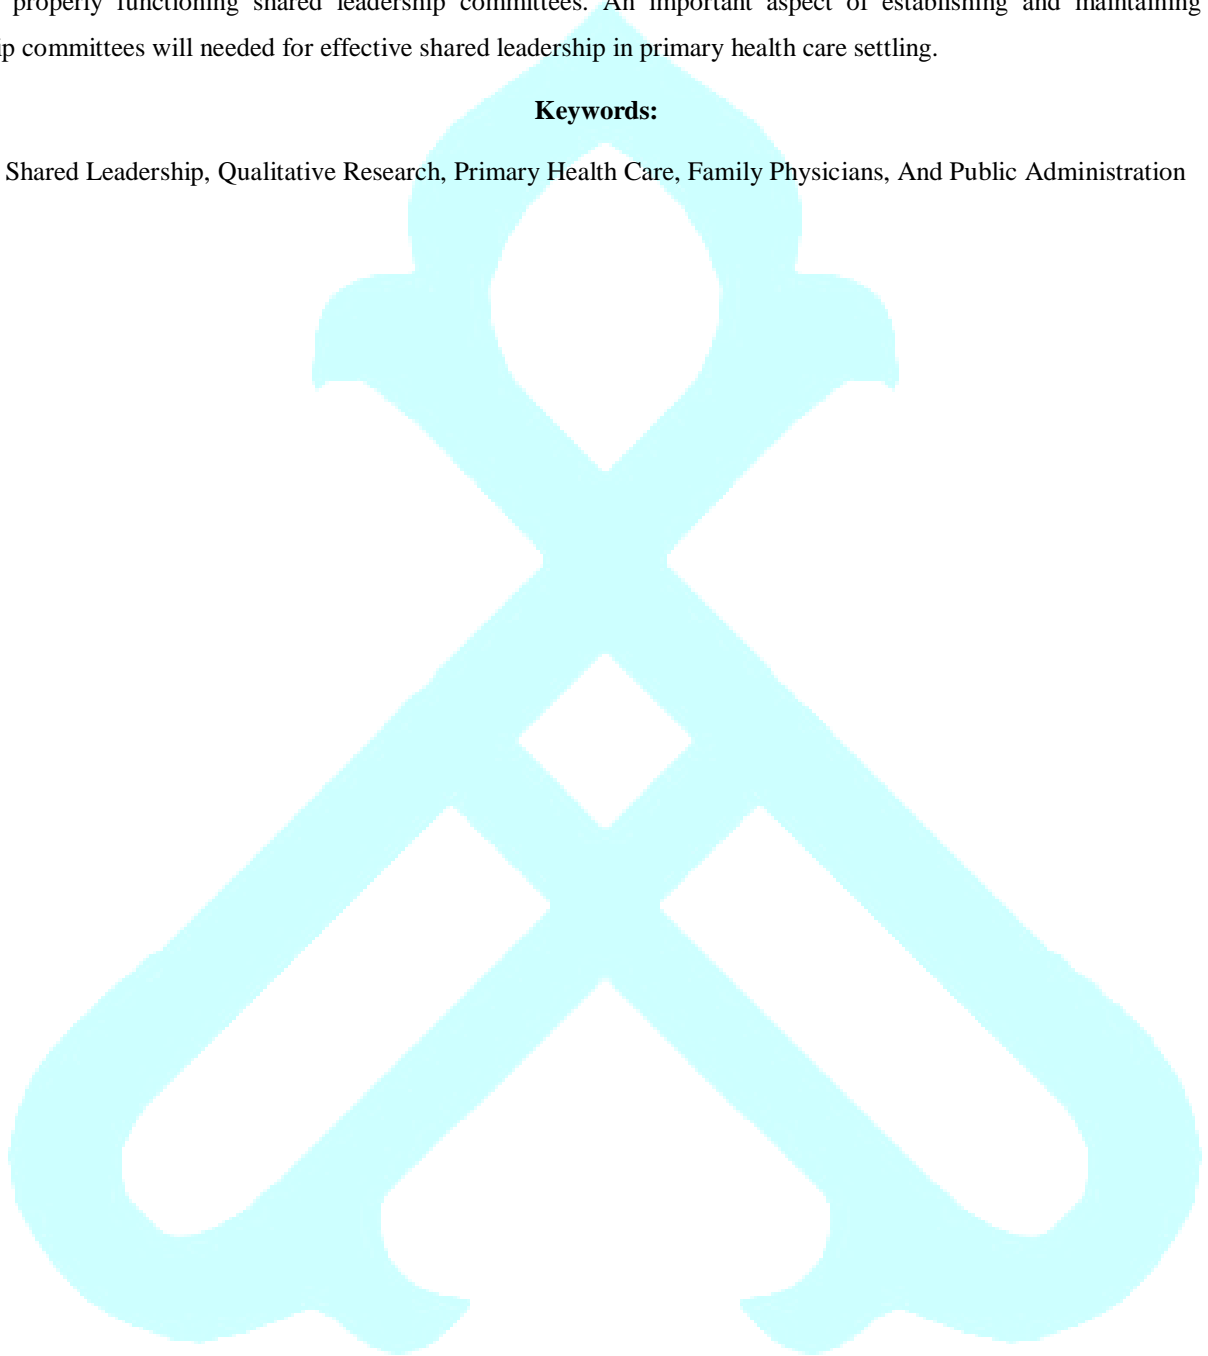 properly functioning shared leadership committees. An important aspect of establishing and maintaining
committees will needed for effective shared leadership in primary health care settling.
Keywords:
Shared Leadership, Qualitative Research, Primary Health Care, Family Physicians, And Public Administration